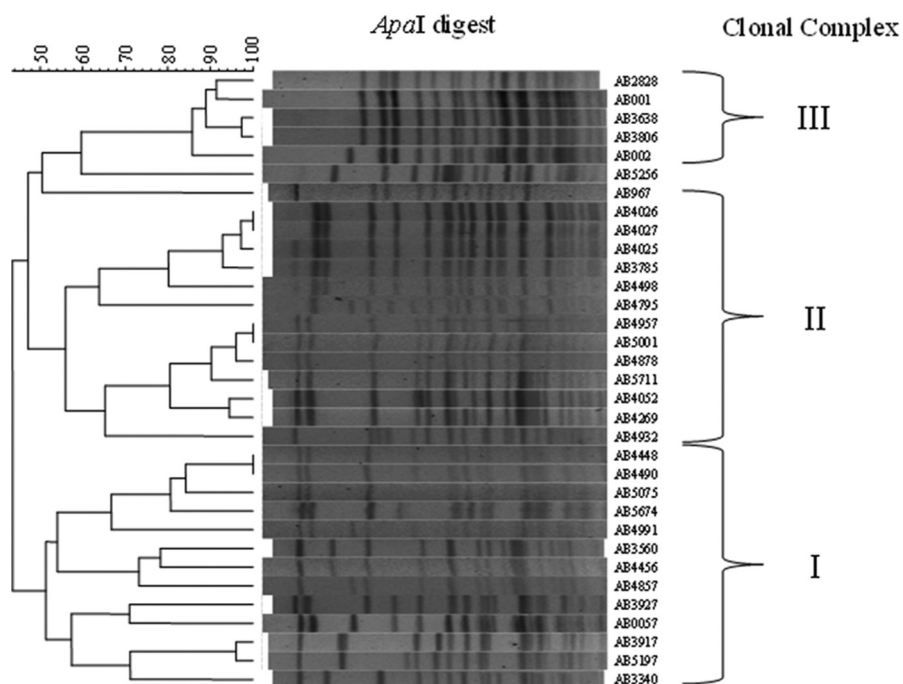 ApaI digest
Clonal Complex
50 60 70 80 90 100
AB2828
AB001
AB3638
AB3806
AB002
AB5256
AB967
AB4026
AB4027
AB4025
AB3785
AB4498
AB4795
AB4957
AB5001
AB4878
AB5711
AB4052
AB4269
AB4932
AB4448
AB4490
AB5075
AB5674
AB4991
AB3560
AB4456
AB4857
AB3927
AB0057
AB3917
AB5197
AB3340
III
II
I